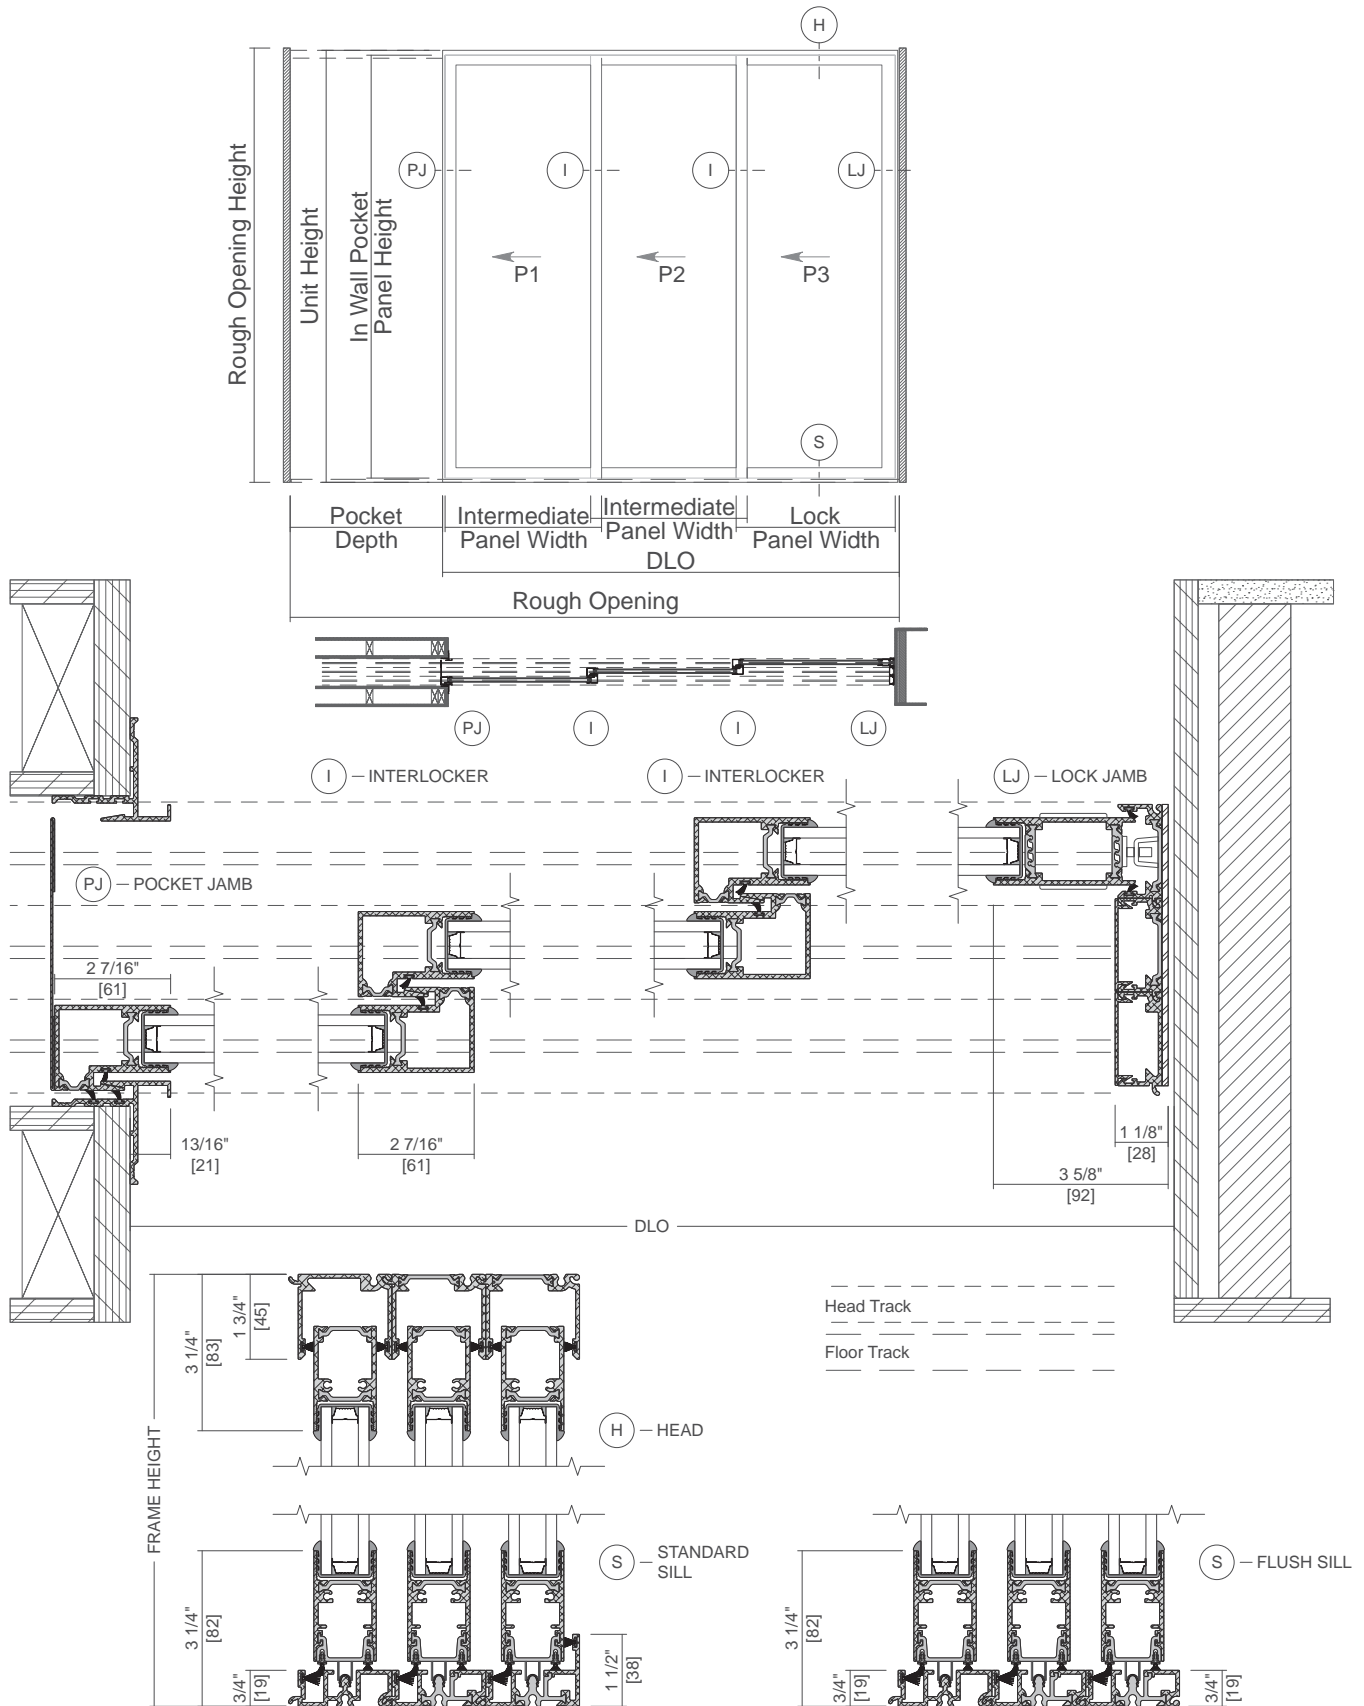 H
Rough Opening Height
Unit Height
In Wall Pocket
Panel Height
PJ
I
I
LJ
P1
P2
P3
S
Pocket
Depth
Intermediate
Panel Width
Intermediate
Panel Width
Lock
Panel Width
DLO
Rough Opening
PJ
I
I
LJ
I – INTERLOCKER
I – INTERLOCKER
LJ – LOCK JAMB
PJ – POCKET JAMB
2 7/16"
[61]
13/16"
[21]
2 7/16"
[61]
1 1/8"
[28]
3 5/8"
[92]
DLO
FRAME HEIGHT
3 1/4"
[83]
1 3/4"
[45]
Head Track
Floor Track
H – HEAD
S – STANDARD
SILL
3 1/4"
[82]
3/4"
[19]
1 1/2"
[38]
S – FLUSH SILL
3 1/4"
[82]
3/4"
[19]
3/4"
[19]